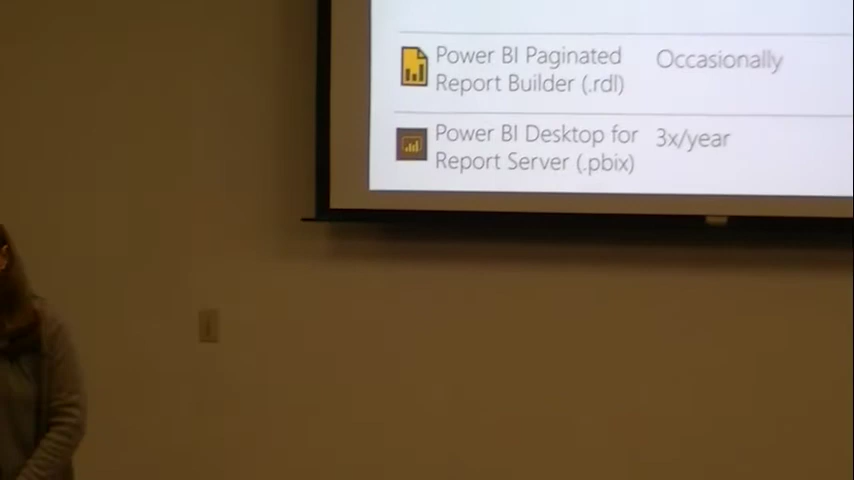 Power BI Paginated Occasionally
Report Builder (.rdl)
Power BI Desktop for 3x/year
Report Server (.pbix)